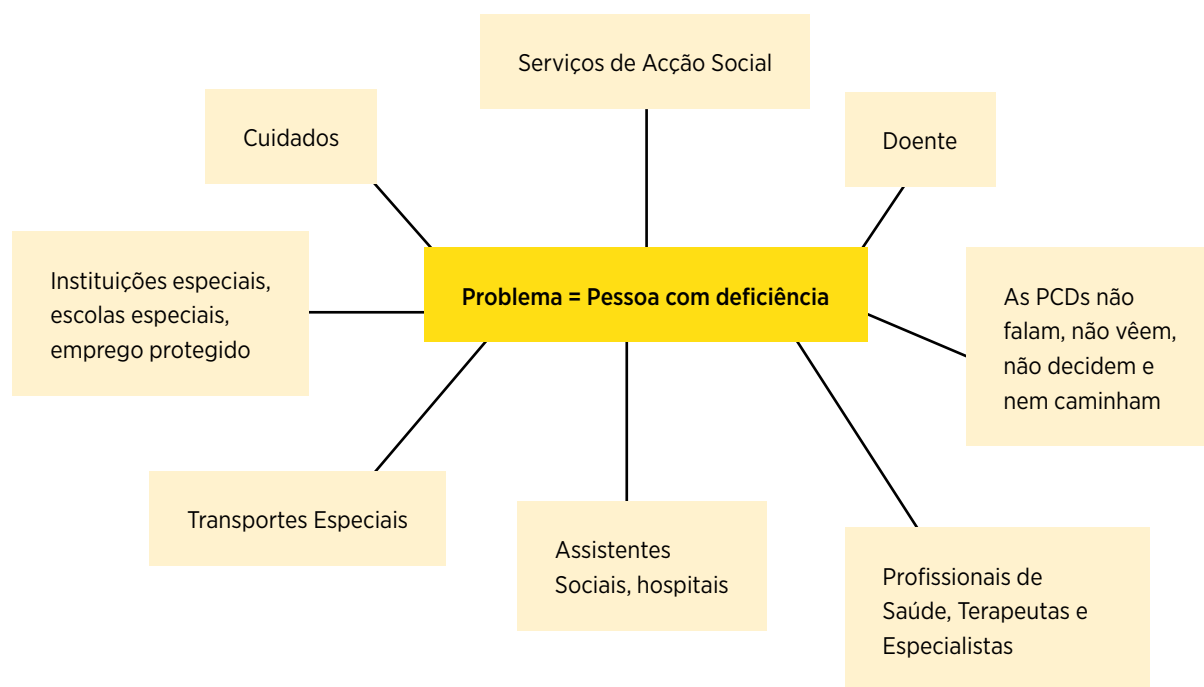 Serviços de Acção Social
Cuidados
Doente
Instituições especiais,
escolas especiais,
emprego protegido
Problema = Pessoa com deficiência
As PCDs não
falam, não vêem,
não decidem e
nem caminham
Transportes Especiais
Assistentes
Sociais, hospitais
Profissionais de
Saúde, Terapeutas e
Especialistas